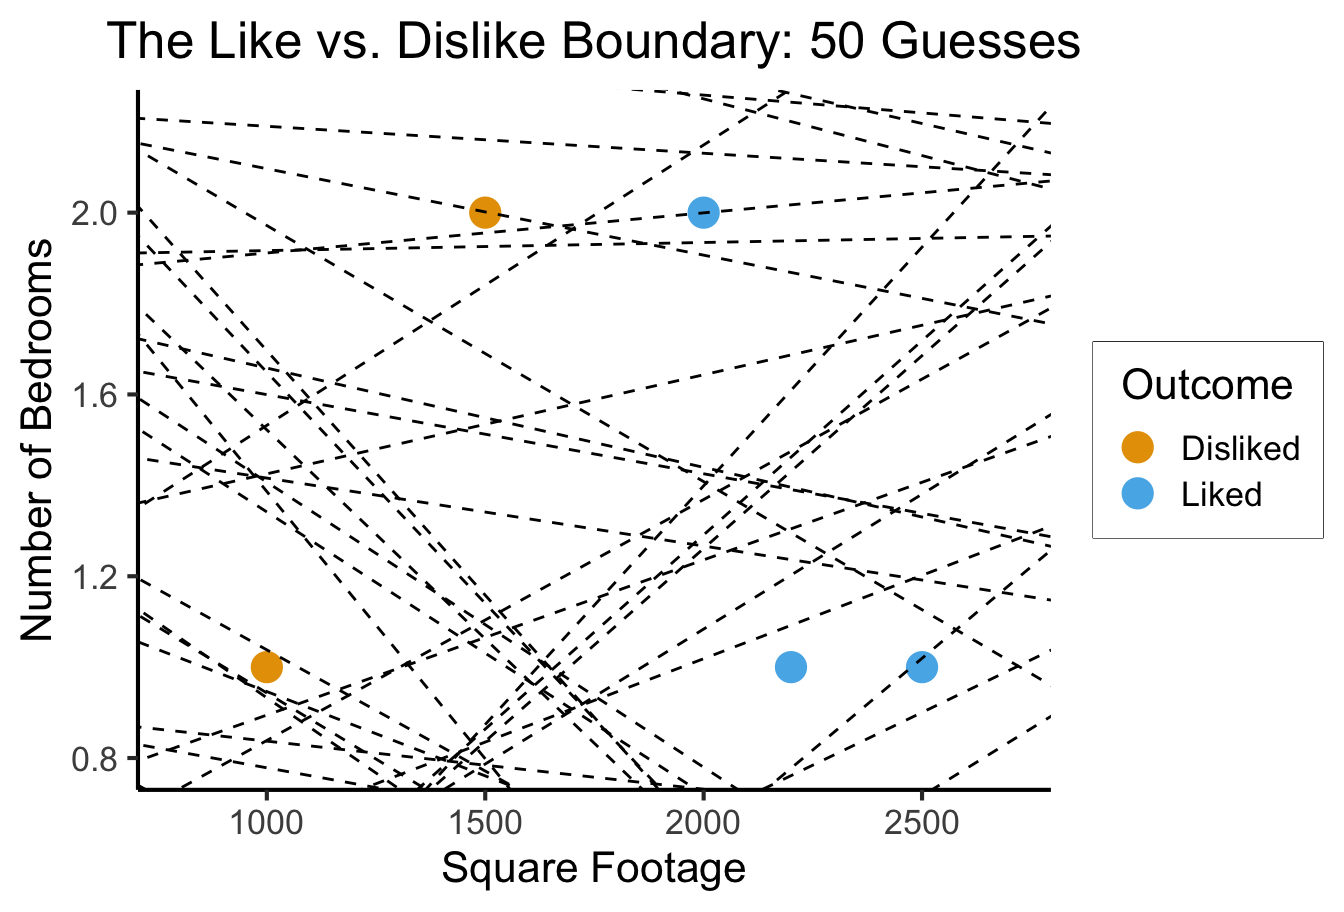 The Like vs. Dislike Boundary: 50 Guesses
Number of Bedrooms
2.0
1.6
1.2
0.8
1000 1500 2000 2500
Square Footage
Outcome
Disliked
Liked